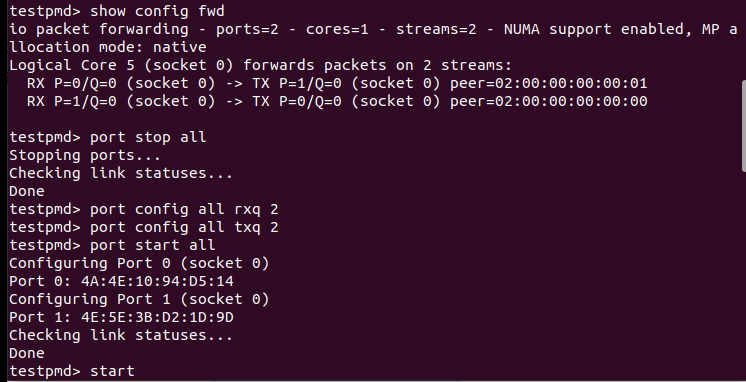 testpmd> show config fwd
io packet forwarding - ports=2 - cores=1 - streams=2 - NUMA support enabled, MP a
llocation mode: native
Logical Core 5 (socket 0) forwards packets on 2 streams:
  RX P=0/Q=0 (socket 0) -> TX P=1/Q=0 (socket 0) peer=02:00:00:00:00:01
  RX P=1/Q=0 (socket 0) -> TX P=0/Q=0 (socket 0) peer=02:00:00:00:00:00

testpmd> port stop all
Stopping ports...
Checking link statuses...
Done
testpmd> port config all rxq 2
testpmd> port config all txq 2
testpmd> port start all
Configuring Port 0 (socket 0)
Port 0: 4A:4E:10:94:D5:14
Configuring Port 1 (socket 0)
Port 1: 4E:5E:3B:D2:1D:9D
Checking link statuses...
Done
testpmd> start